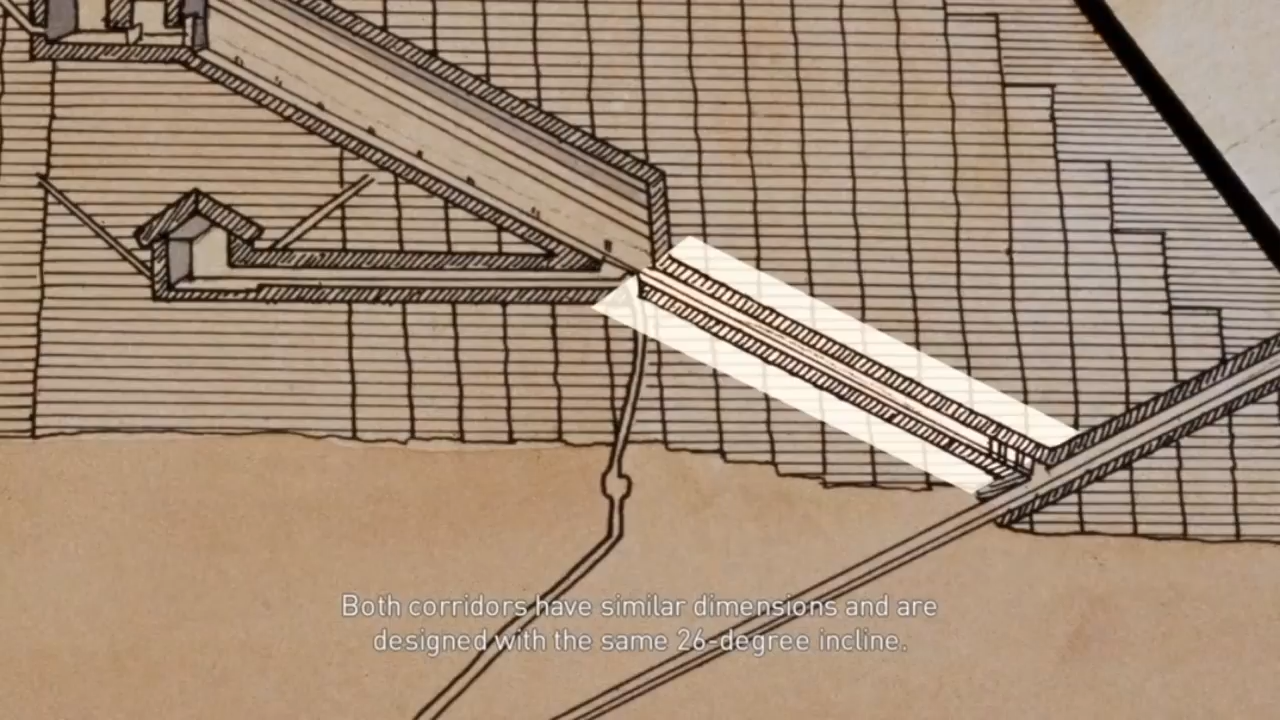 Both corridors have similar dimensions and are
designed with the same 26-degree incline.